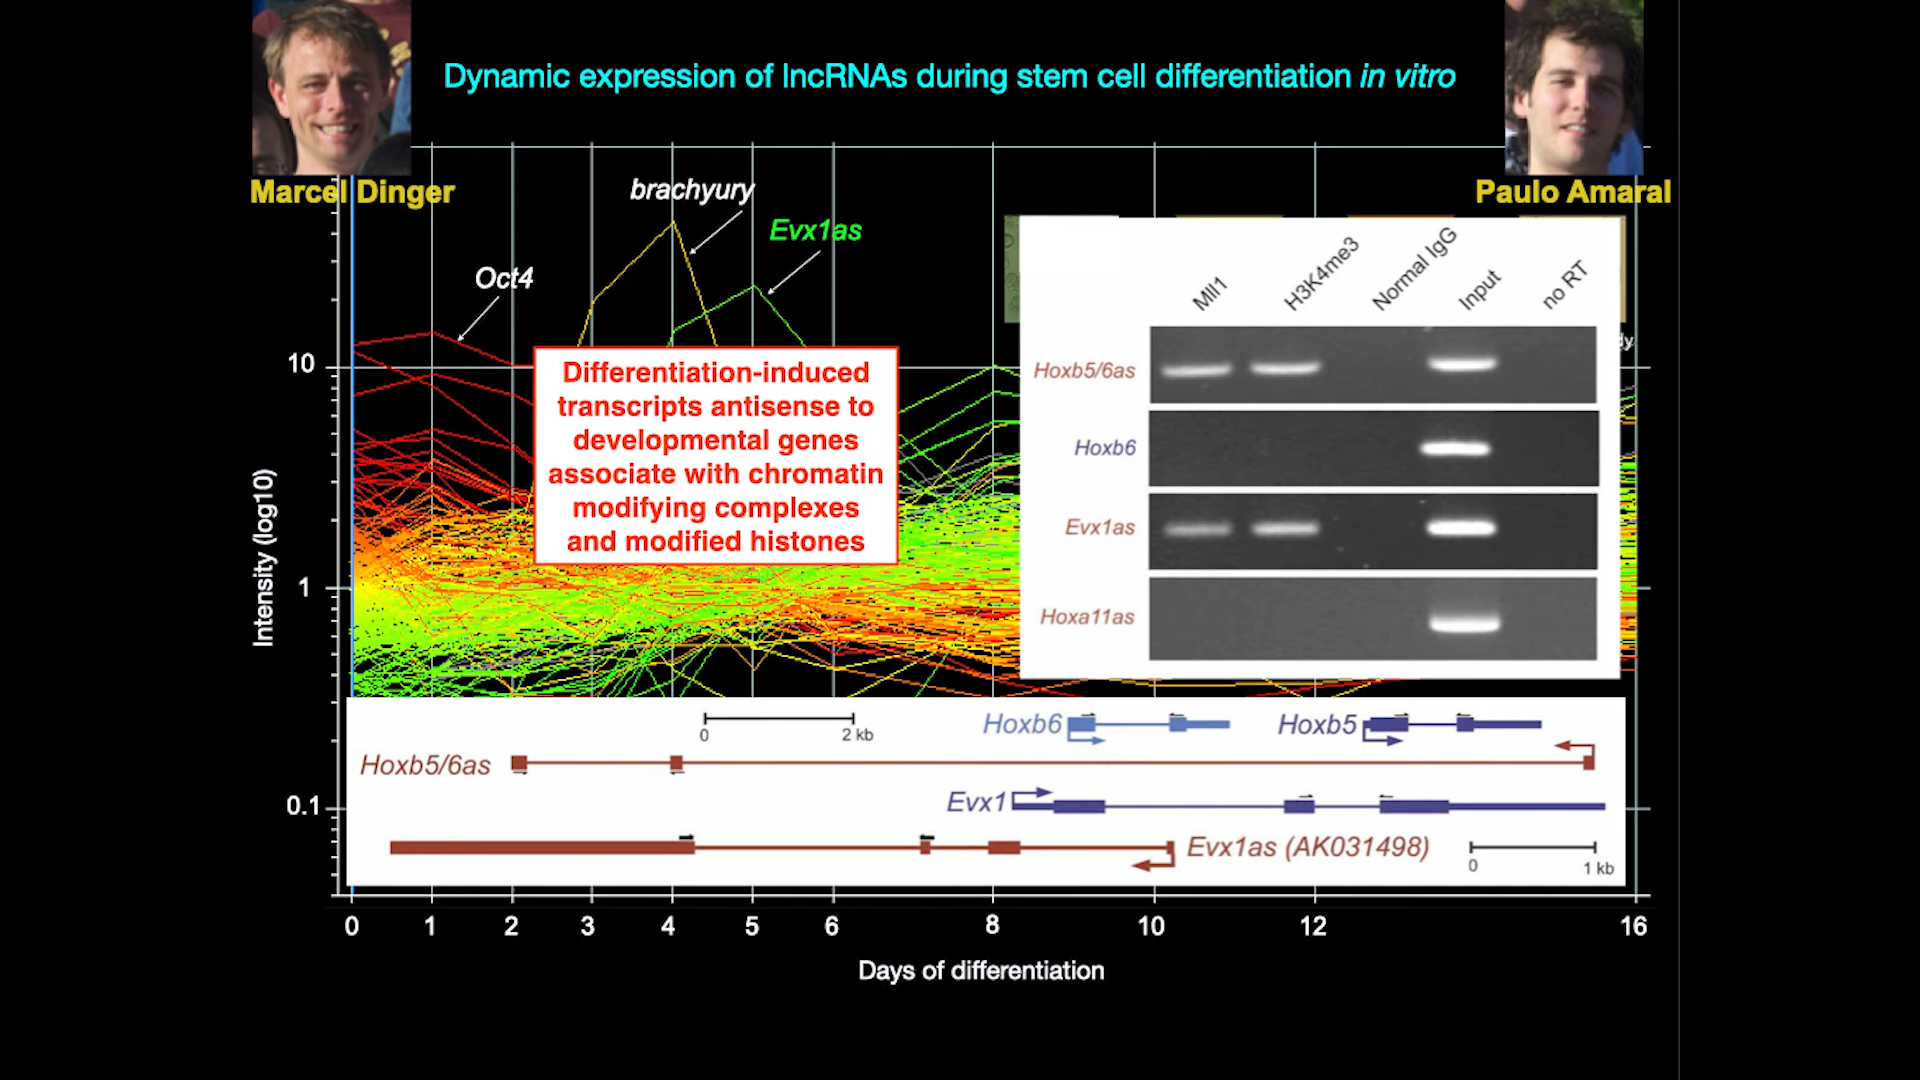 Dynamic expression of lncRNAs during stem cell differentiation in vitro
Marcel Dinger
Paulo Amaral
brachyury
Evx1as
Oct4
Differentiation-induced
transcripts antisense to
developmental genes
associate with chromatin
modifying complexes
and modified histones
Mll1
H3K4me3
Normal IgG
Input
no RT
Hoxb5/6as
Hoxb6
Evx1as
Hoxa11as
dy
10
1
0.1
Intensity (log10)
0
2 kb
Hoxb6
Hoxb5
Hoxb5/6as
Evx1
Evx1as (AK031498)
0
1 kb
0 1 2 3 4 5 6 8 10 12 16
Days of differentiation